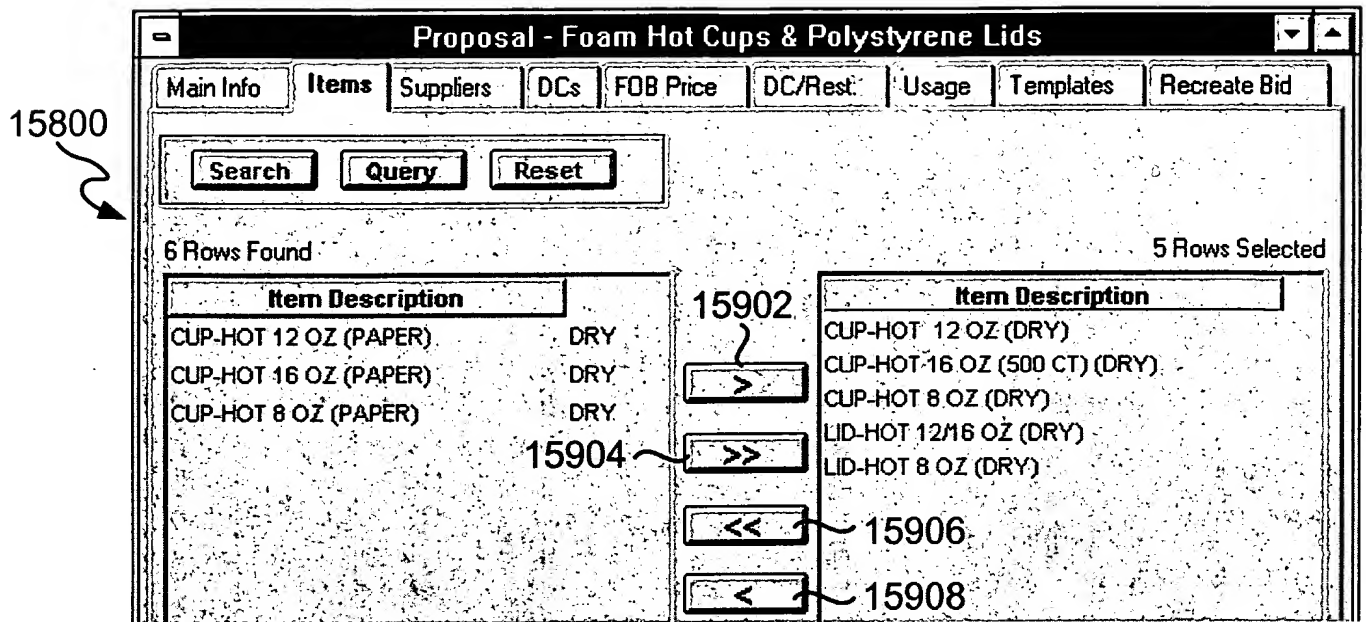 Proposal - Foam Hot Cups & Polystyrene Lids
Main Info Items Suppliers DCs FOB Price DC/Rest. Usage Templates Recreate Bid
15800
Search Query Reset
6 Rows Found 5 Rows Selected
Item Description 15902 Item Description
CUP-HOT 12 OZ (PAPER) DRY CUP-HOT 12 OZ (DRY)
CUP-HOT 16 OZ (PAPER) DRY > CUP-HOT 16 OZ (500 CT) (DRY)
CUP-HOT 8 OZ (PAPER) DRY CUP-HOT 8 OZ (DRY)
LID-HOT 12/16 OZ (DRY)
15904 >> LID-HOT 8 OZ (DRY)
<< 15906
< 15908